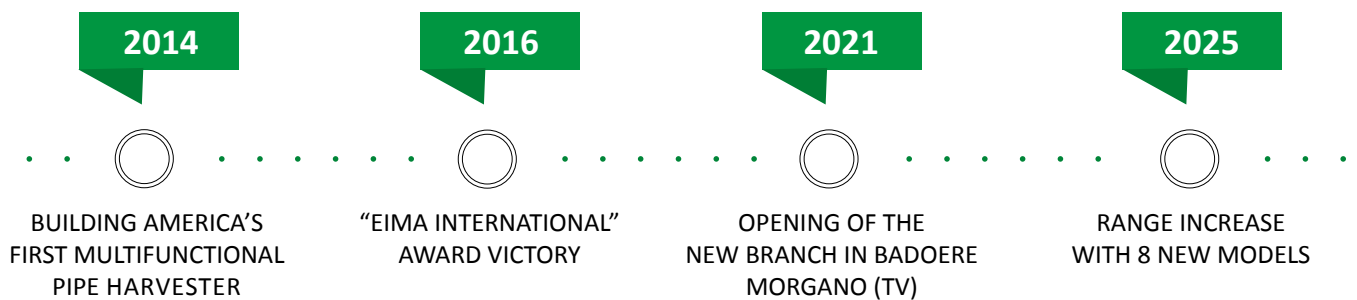 2014
BUILDING AMERICA’S
FIRST MULTIFUNCTIONAL
PIPE HARVESTER
2016
“EIMA INTERNATIONAL”
AWARD VICTORY
2021
OPENING OF THE
NEW BRANCH IN BADOERE
MORGANO (TV)
2025
RANGE INCREASE
WITH 8 NEW MODELS